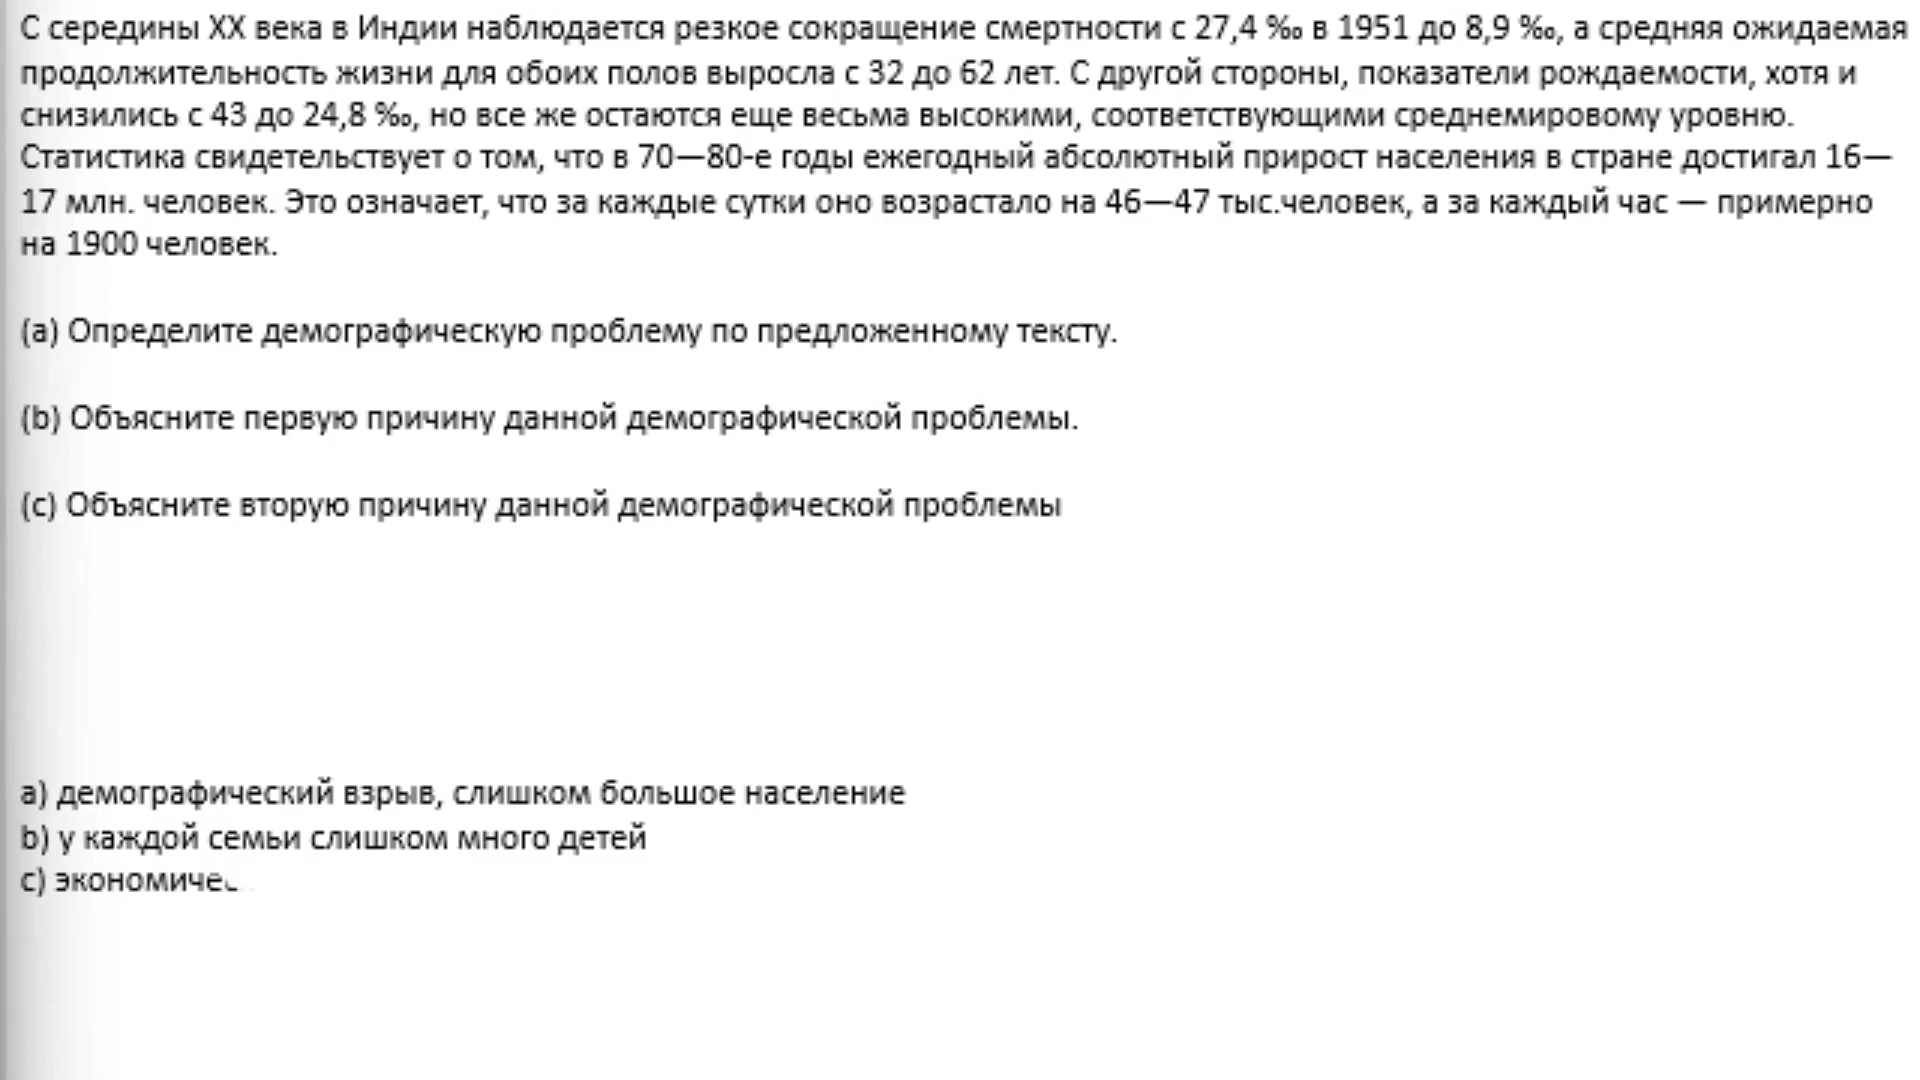 С середины XX века в Индии наблюдается резкое сокращение смертности с 27,4 ‰ в 1951 до 8,9 ‰, а средняя ожидаемая
продолжительность жизни для обоих полов выросла с 32 до 62 лет. С другой стороны, показатели рождаемости, хотя и
снизились с 43 до 24,8 ‰, но все же остаются еще весьма высокими, соответствующими среднемировому уровню.
Статистика свидетельствует о том, что в 70—80-е годы ежегодный абсолютный прирост населения в стране достигал 16—
17 млн. человек. Это означает, что за каждые сутки оно возрастало на 46—47 тыс.человек, а за каждый час — примерно
на 1900 человек.
(a) Определите демографическую проблему по предложенному тексту.
(b) Объясните первую причину данной демографической проблемы.
(c) Объясните вторую причину данной демографической проблемы
a) демографический взрыв, слишком большое население
b) у каждой семьи слишком много детей
c)